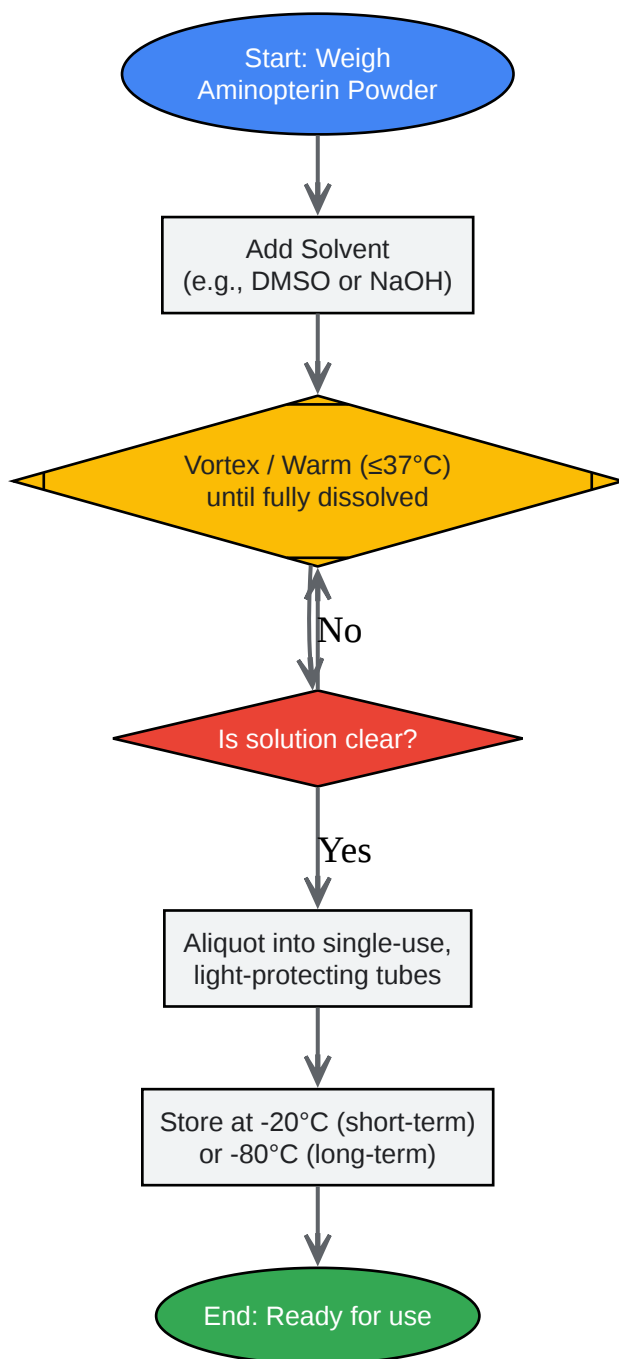 Start: Weigh
Aminopterin Powder
Add Solvent
(e.g., DMSO or NaOH)
Vortex / Warm (≤37°C)
until fully dissolved
No
Is solution clear?
Yes
Aliquot into single-use,
light-protecting tubes
Store at -20°C (short-term)
or -80°C (long-term)
End: Ready for use